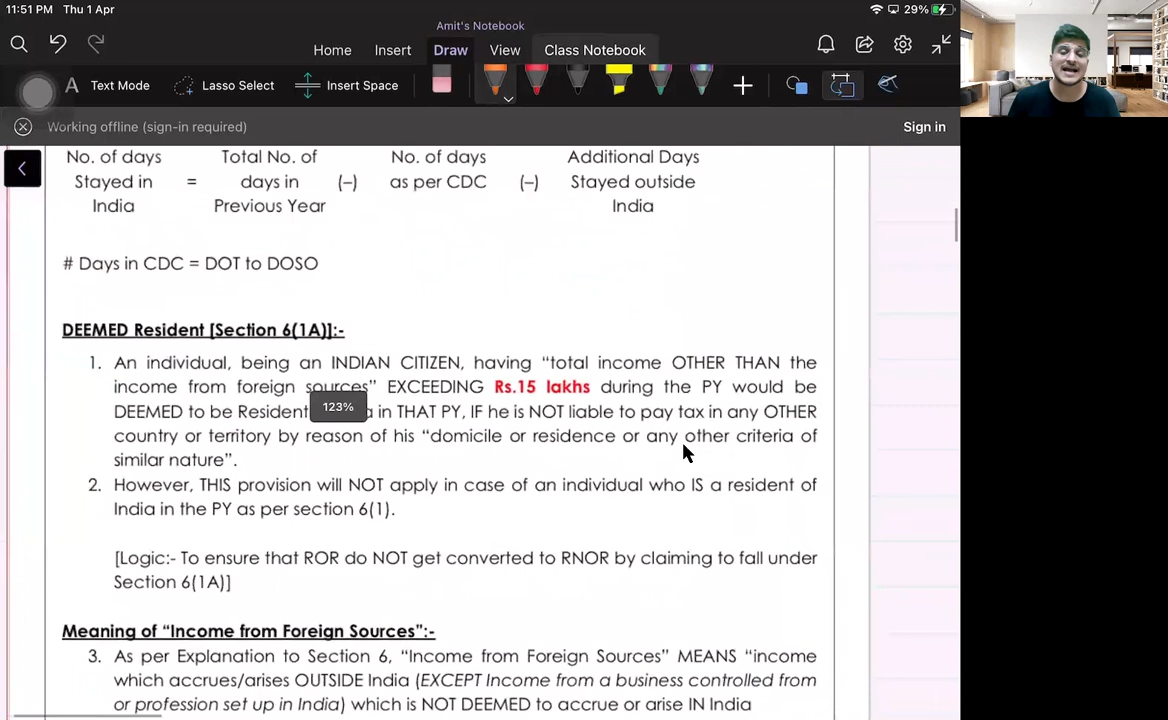 11:51 PM Thu 1 Apr
29%
Amit's Notebook
Home Insert Draw View Class Notebook
A Text Mode Lasso Select Insert Space
Working offline (sign-in required) Sign in
No. of days Total No. of No. of days Additional Days
Stayed in = days in (–) as per CDC (–) Stayed outside
India Previous Year India
# Days in CDC = DOT to DOSO
DEEMED Resident [Section 6(1A)]:-
1. An individual, being an INDIAN CITIZEN, having “total income OTHER THAN the
income from foreign sources” EXCEEDING Rs.15 lakhs during the PY would be
DEEMED to be Resident 123% in THAT PY, IF he is NOT liable to pay tax in any OTHER
country or territory by reason of his “domicile or residence or any other criteria of
similar nature”.
2. However, THIS provision will NOT apply in case of an individual who IS a resident of
India in the PY as per section 6(1).
[Logic:- To ensure that ROR do NOT get converted to RNOR by claiming to fall under
Section 6(1A)]
Meaning of “Income from Foreign Sources”:-
3. As per Explanation to Section 6, “Income from Foreign Sources” MEANS “income
which accrues/arises OUTSIDE India (EXCEPT Income from a business controlled from
or profession set up in India) which is NOT DEEMED to accrue or arise IN India